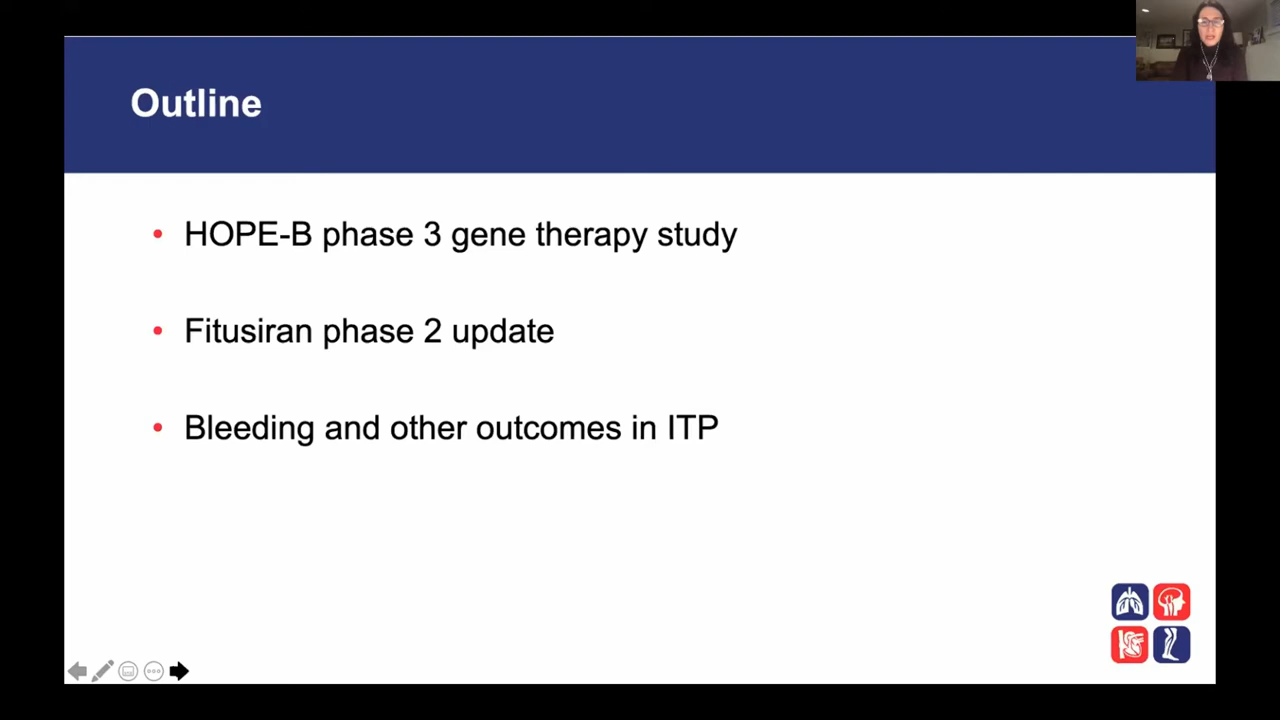 Outline
• HOPE-B phase 3 gene therapy study
• Fitusiran phase 2 update
• Bleeding and other outcomes in ITP